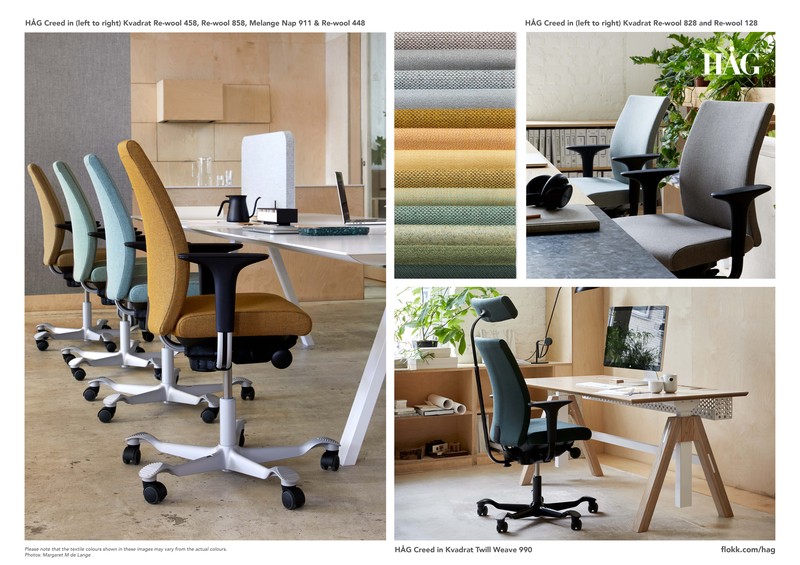 HÅG Creed in (left to right) Kvadrat Re-wool 458, Re-wool 858, Melange Nap 911 & Re-wool 448
HÅG Creed in (left to right) Kvadrat Re-wool 828 and Re-wool 128
HÅG
Please note that the textile colours shown in these images may vary from the actual colours.
Photos: Margaret M de Lange
HÅG Creed in Kvadrat Twill Weave 990
flokk.com/hag